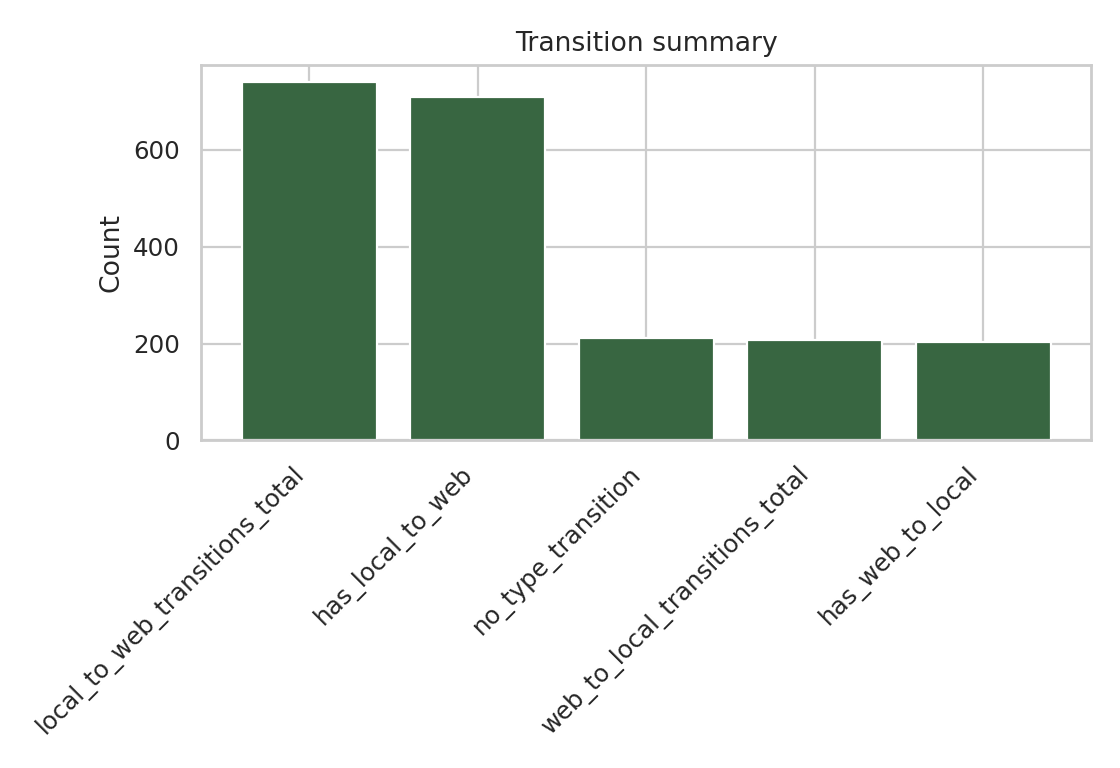 Transition summary
Count
600
400
200
0
local_to_web_transitions_total
has_local_to_web
no_type_transition
web_to_local_transitions_total
has_web_to_local